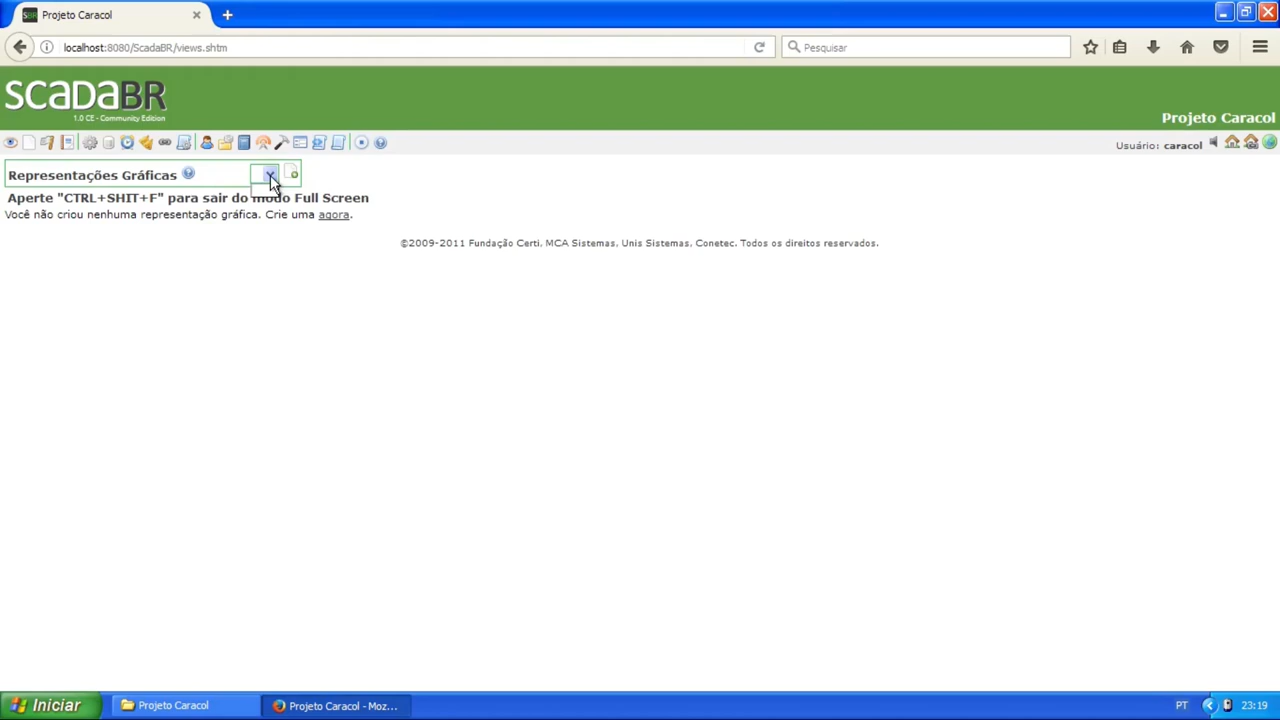 Projeto Caracol
localhost:8080/ScadaBR/views.shtm
Pesquisar
SCADABR
1.0 CE - Community Edition
Projeto Caracol
Usuário: caracol
Representações Gráficas
Aperte "CTRL+SHIT+F" para sair do modo Full Screen
Você não criou nenhuma representação gráfica. Crie uma agora.
©2009-2011 Fundação Certi, MCA Sistemas, Unis Sistemas, Conetec. Todos os direitos reservados.
Iniciar
Projeto Caracol
Projeto Caracol - Moz...
PT
23:19